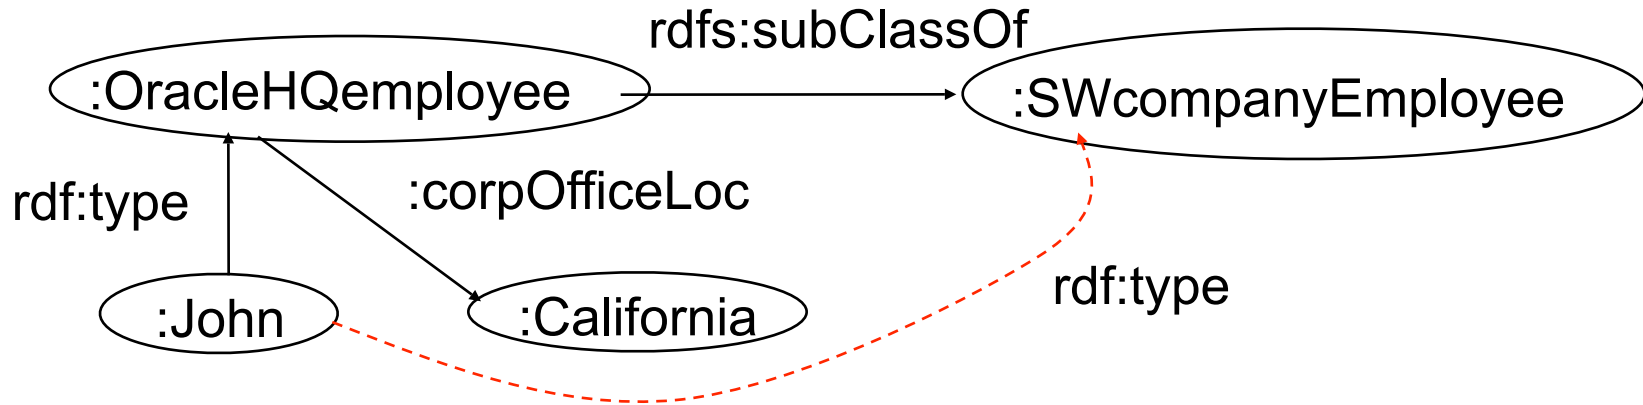 rdfs:subClassOf
:OracleHQemployee
:SWcompanyEmployee
rdf:type
:corpOfficeLoc
rdf:type
:John
:California